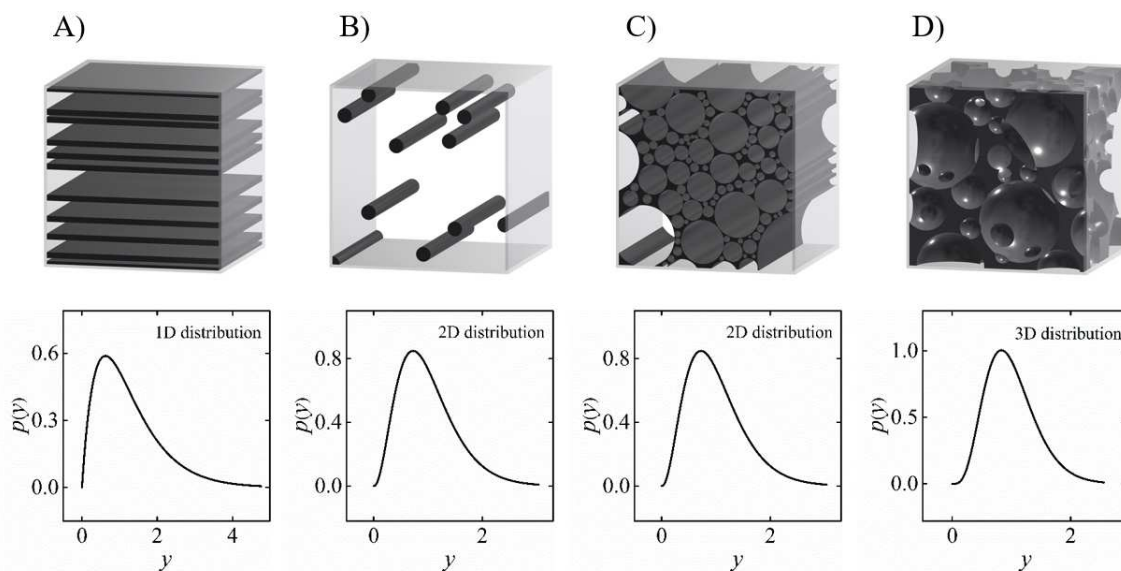 A)
B)
C)
D)
1D distribution
0.6
0.3
0.0
p(y)
0
2
4
y
2D distribution
0.8
0.4
0.0
p(y)
0
2
y
2D distribution
0.8
0.4
0.0
p(y)
0
2
y
3D distribution
1.0
0.5
0.0
p(y)
0
2
y